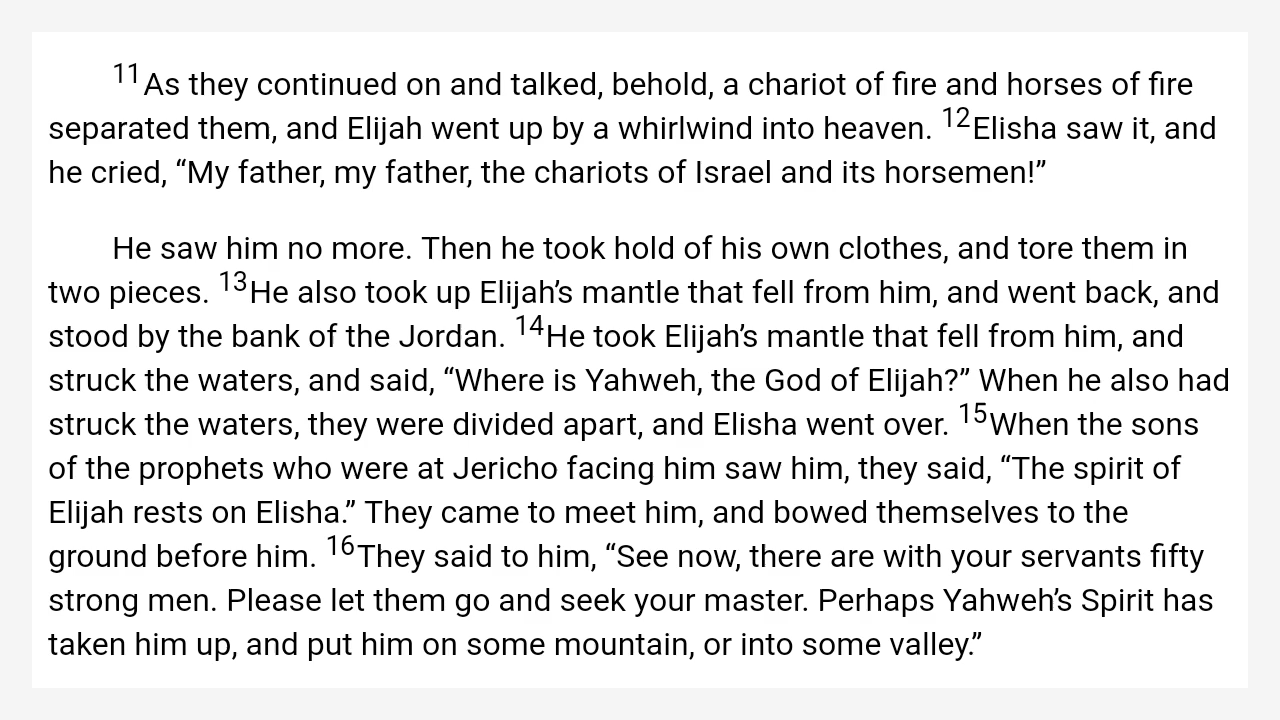 11As they continued on and talked, behold, a chariot of fire and horses of fire
separated them, and Elijah went up by a whirlwind into heaven. 12Elisha saw it, and
he cried, “My father, my father, the chariots of Israel and its horsemen!”
He saw him no more. Then he took hold of his own clothes, and tore them in
two pieces. 13He also took up Elijah’s mantle that fell from him, and went back, and
stood by the bank of the Jordan. 14He took Elijah’s mantle that fell from him, and
struck the waters, and said, “Where is Yahweh, the God of Elijah?” When he also had
struck the waters, they were divided apart, and Elisha went over. 15When the sons
of the prophets who were at Jericho facing him saw him, they said, “The spirit of
Elijah rests on Elisha.” They came to meet him, and bowed themselves to the
ground before him. 16They said to him, “See now, there are with your servants fifty
strong men. Please let them go and seek your master. Perhaps Yahweh’s Spirit has
taken him up, and put him on some mountain, or into some valley.”